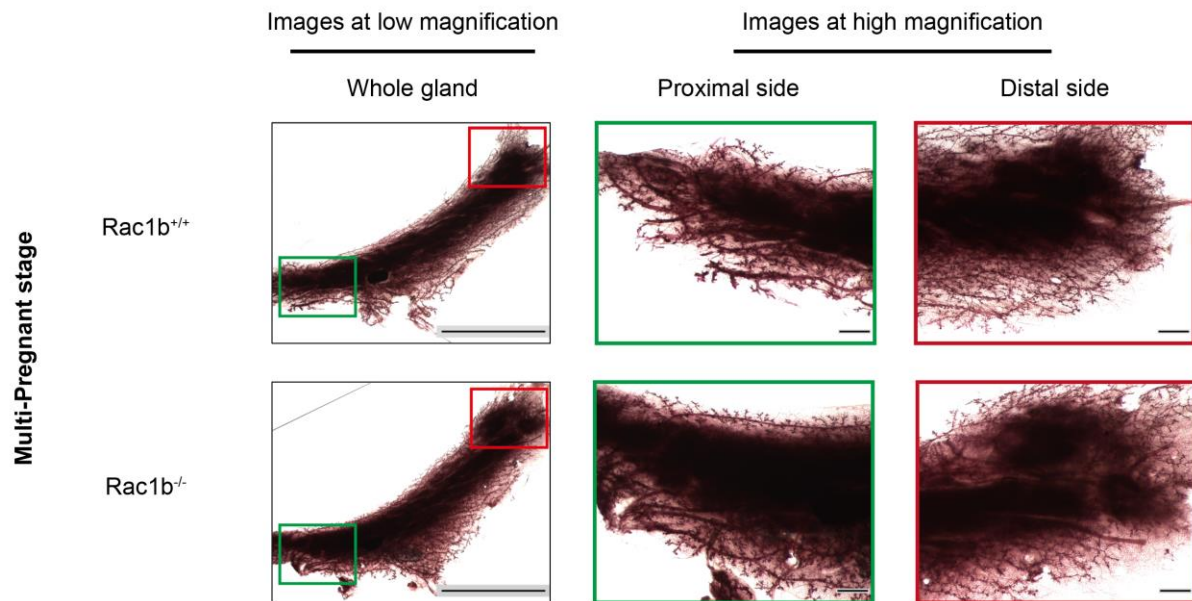 Images at low magnification
Images at high magnification
Whole gland
Proximal side
Distal side
Multi-Pregnant stage
Rac1b+/+
Rac1b-/-